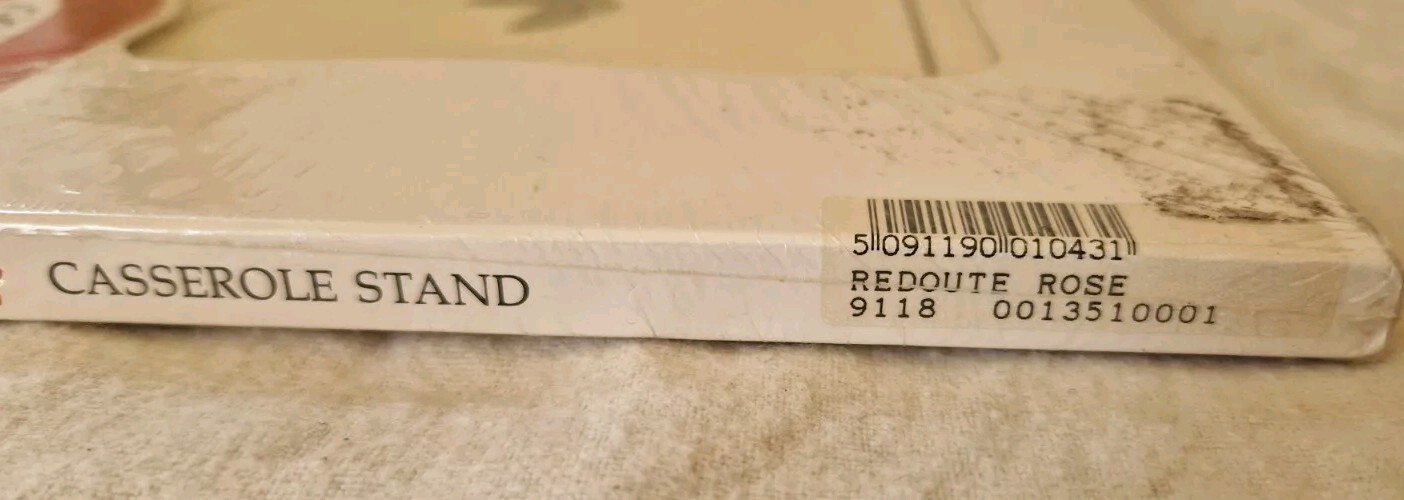 CASSEROLE STAND
5 091190 010431
REDOUTE ROSE
9118 0013510001